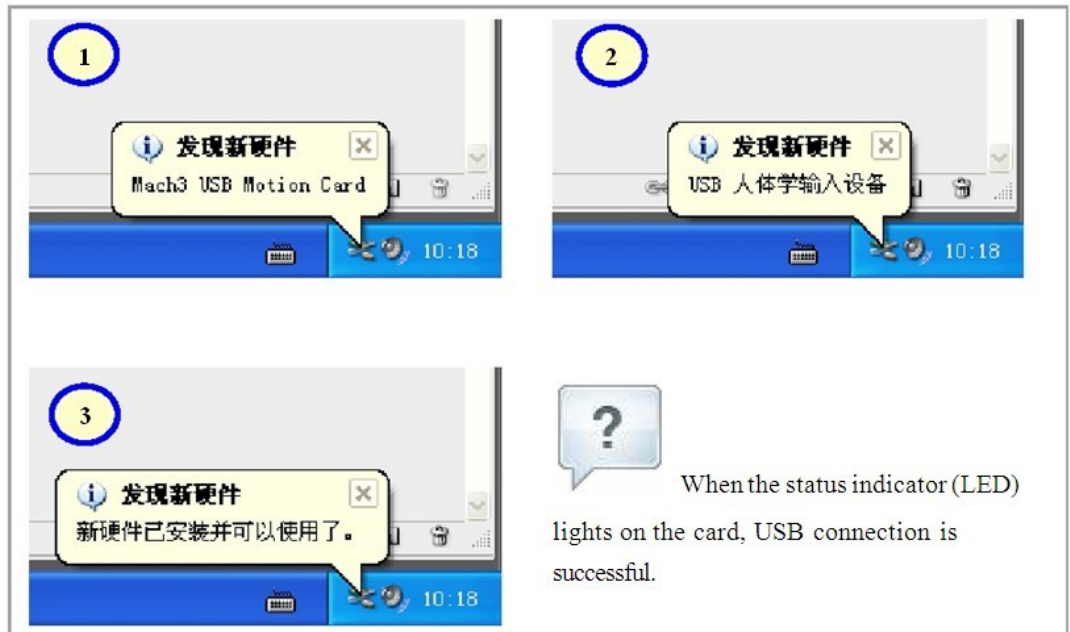 1
发现新硬件
Mach3 USB Motion Card
10:18
2
发现新硬件
USB 人体学输入设备
10:18
3
发现新硬件
新硬件已安装并可以使用了。
10:18
?
When the status indicator (LED)
lights on the card, USB connection is
successful.